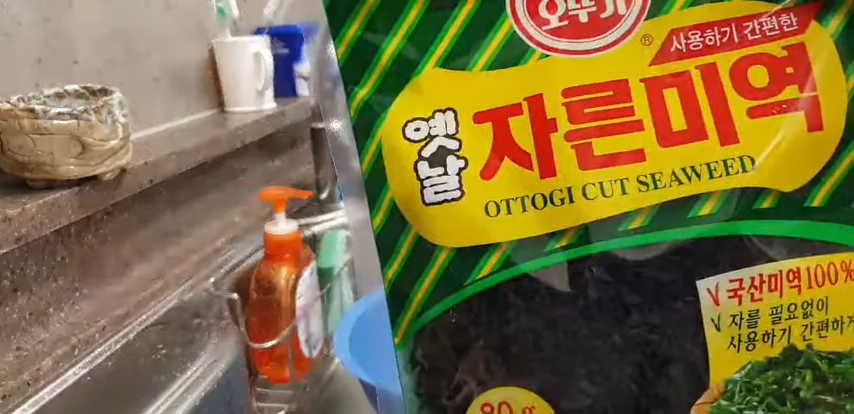 오뚜기
®
사용하기 간편한
옛날
자른미역
OTTOGI CUT SEAWEED
국산미역100%
자를 필요없이
사용하기 간편하게